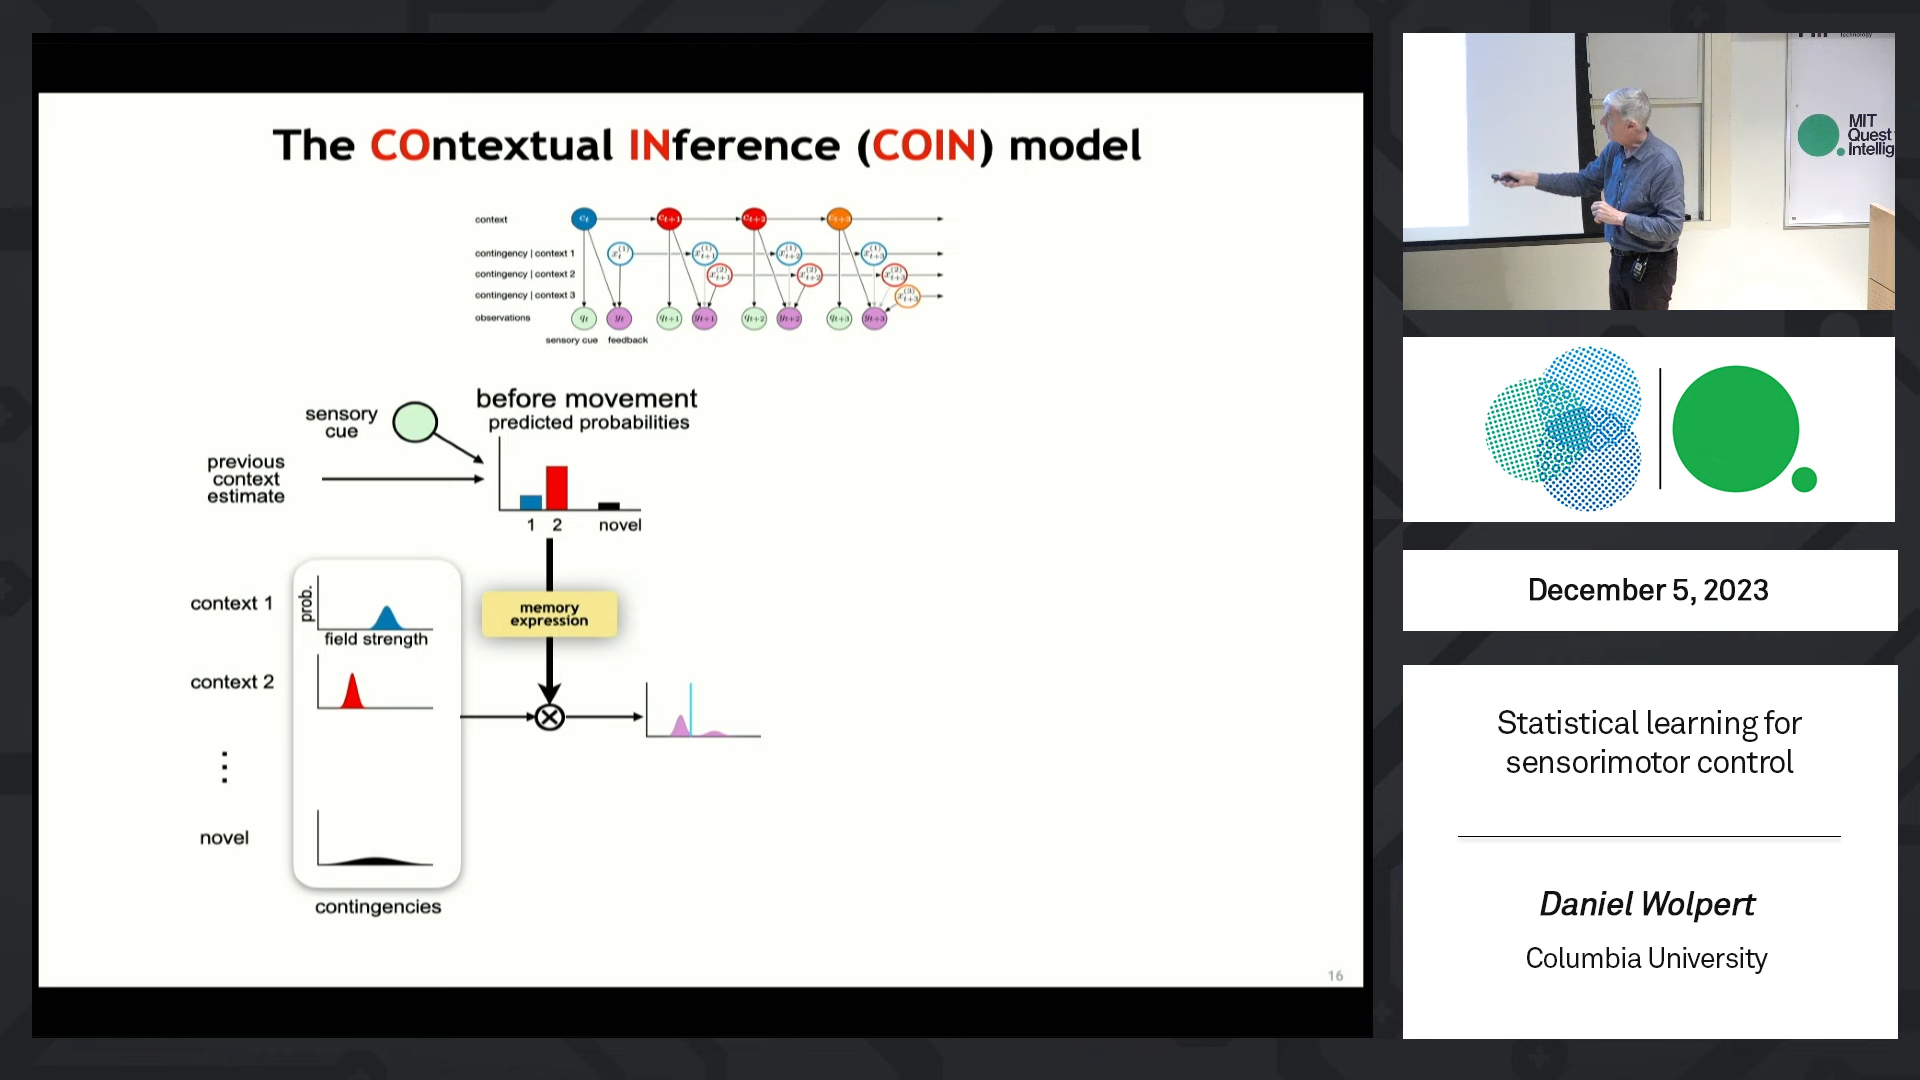 The COntextual INference (COIN) model
context
contingency | context 1
contingency | context 2
contingency | context 3
observations
sensory cue feedback
sensory
cue
before movement
predicted probabilities
previous
context
estimate
1 2 novel
context 1
prob.
field strength
memory
expression
context 2
novel
contingencies
16
MIT
Quest
Intellig
December 5, 2023
Statistical learning for
sensorimotor control
Daniel Wolpert
Columbia University